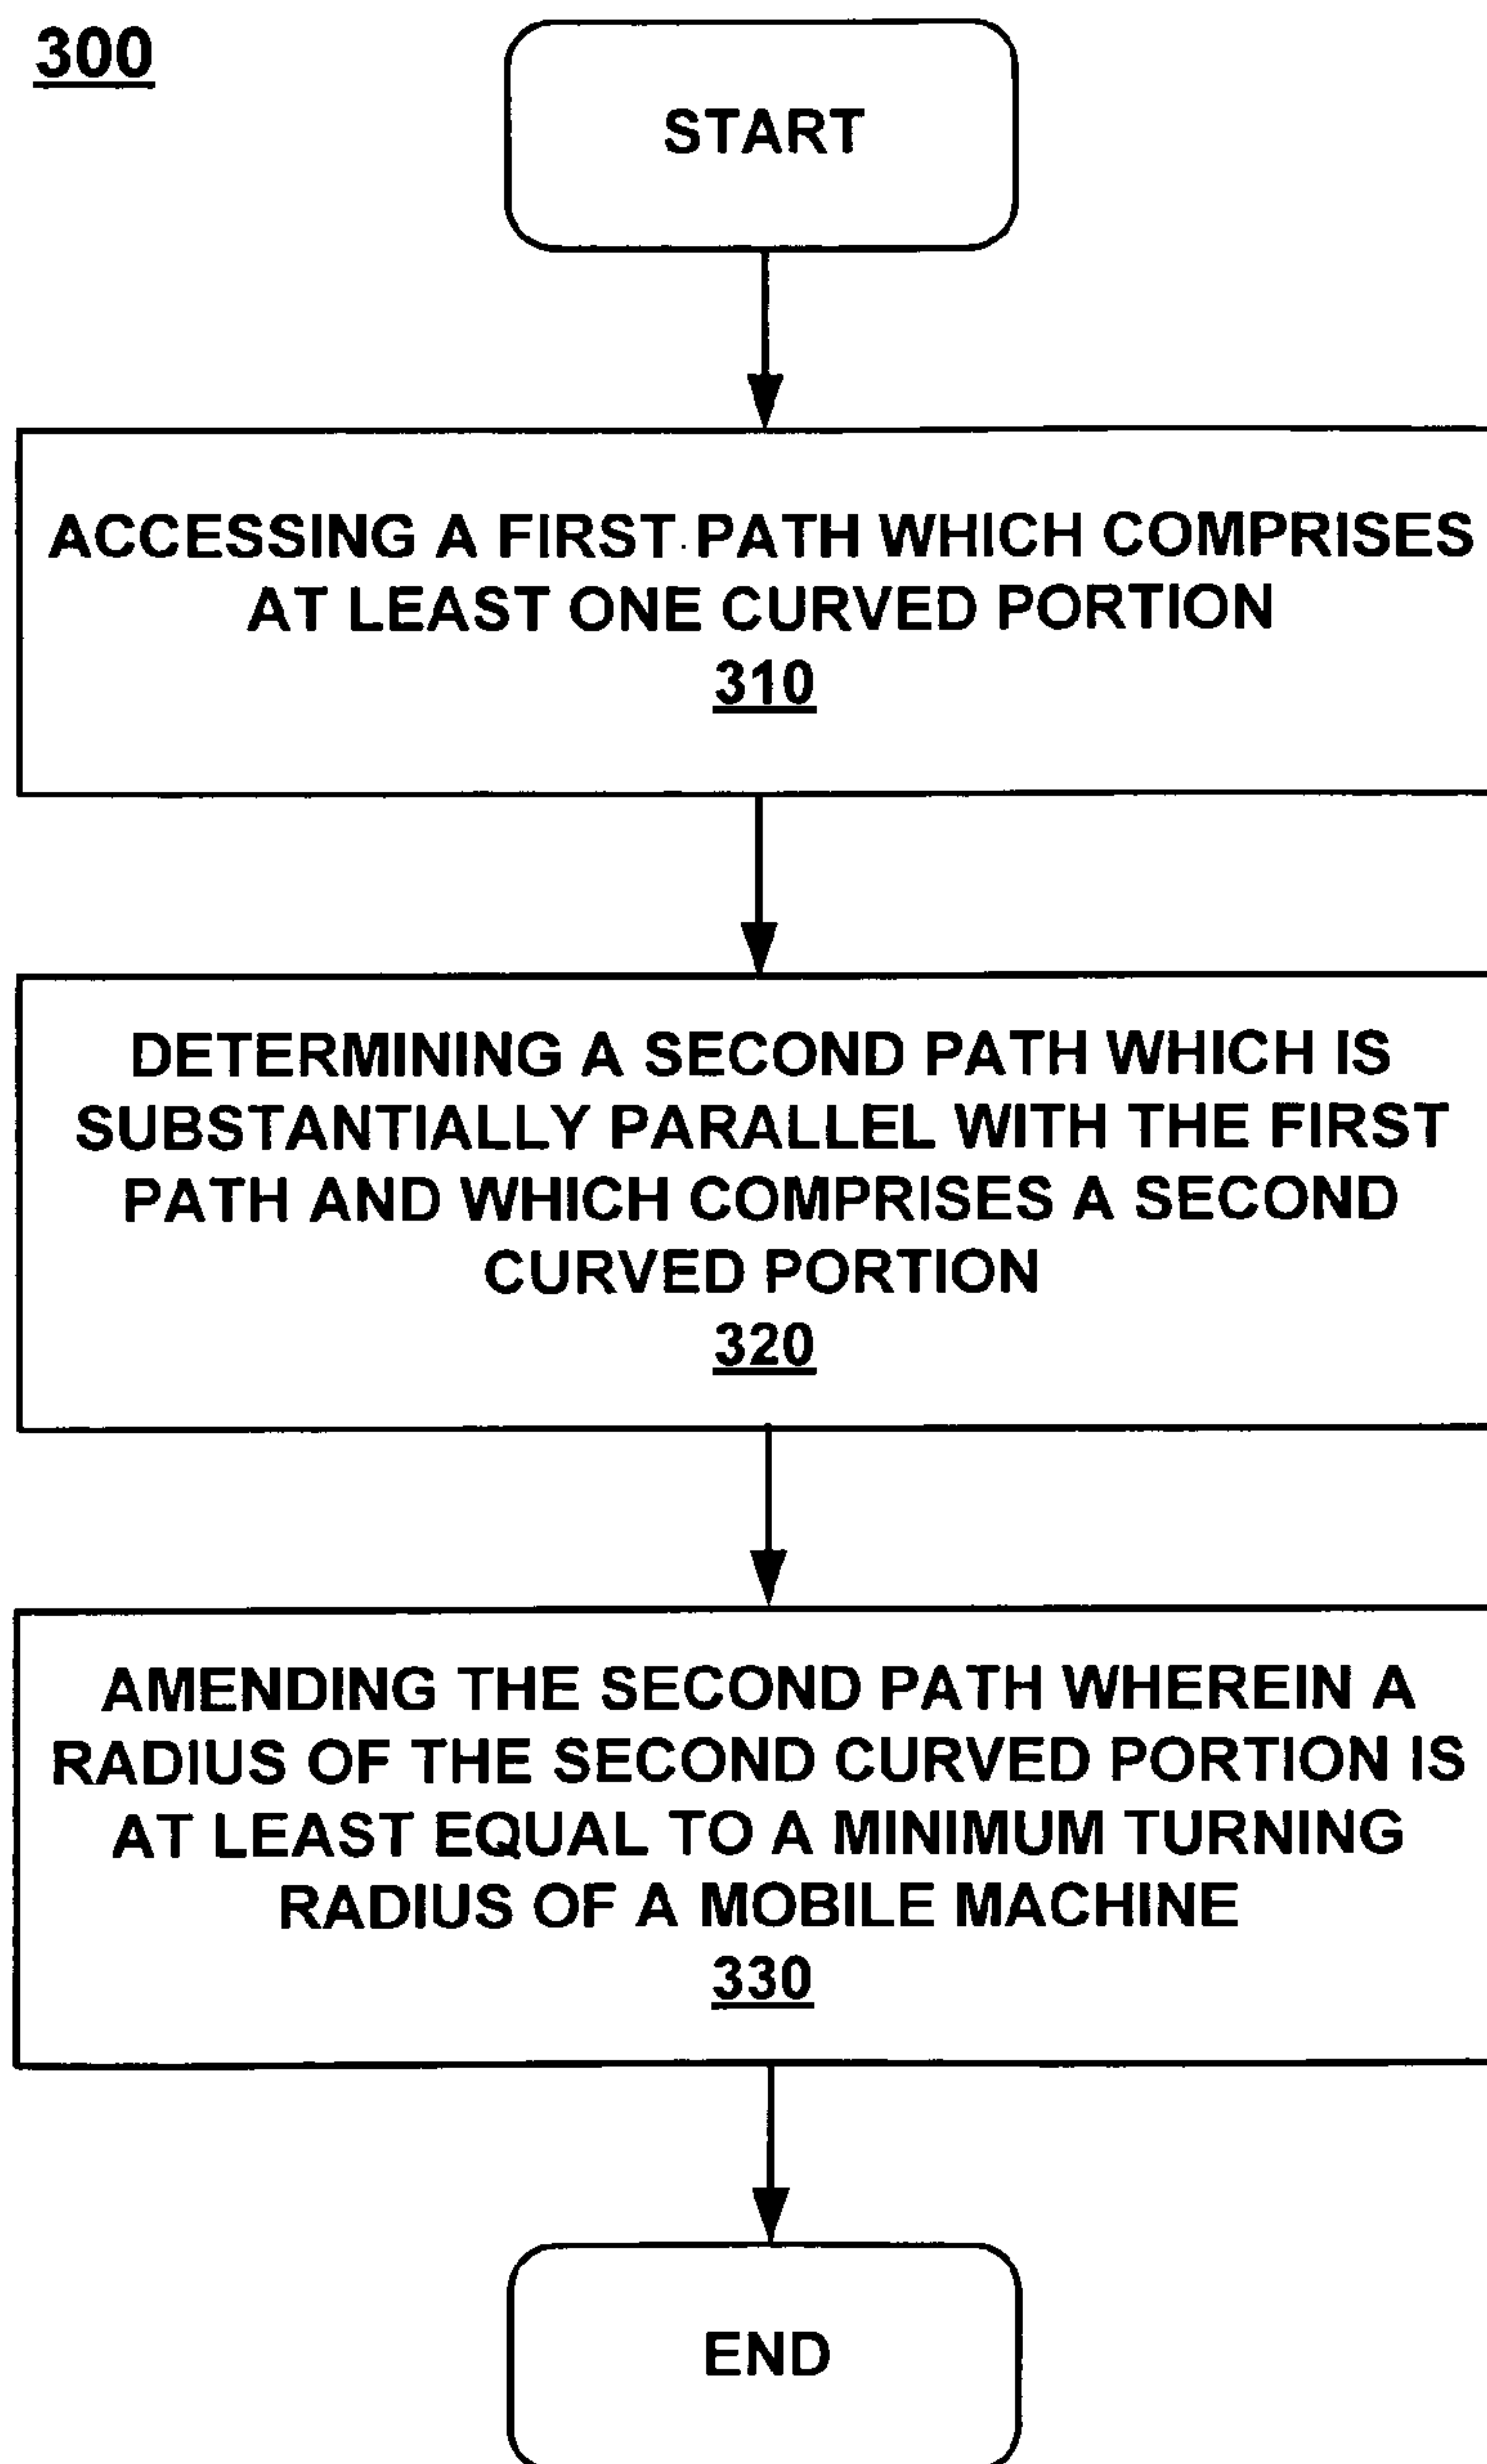 300
START
ACCESSING A FIRST PATH WHICH COMPRISES
AT LEAST ONE CURVED PORTION
310
DETERMINING A SECOND PATH WHICH IS
SUBSTANTIALLY PARALLEL WITH THE FIRST
PATH AND WHICH COMPRISES A SECOND
CURVED PORTION
320
AMENDING THE SECOND PATH WHEREIN A
RADIUS OF THE SECOND CURVED PORTION IS
AT LEAST EQUAL TO A MINIMUM TURNING
RADIUS OF A MOBILE MACHINE
330
END